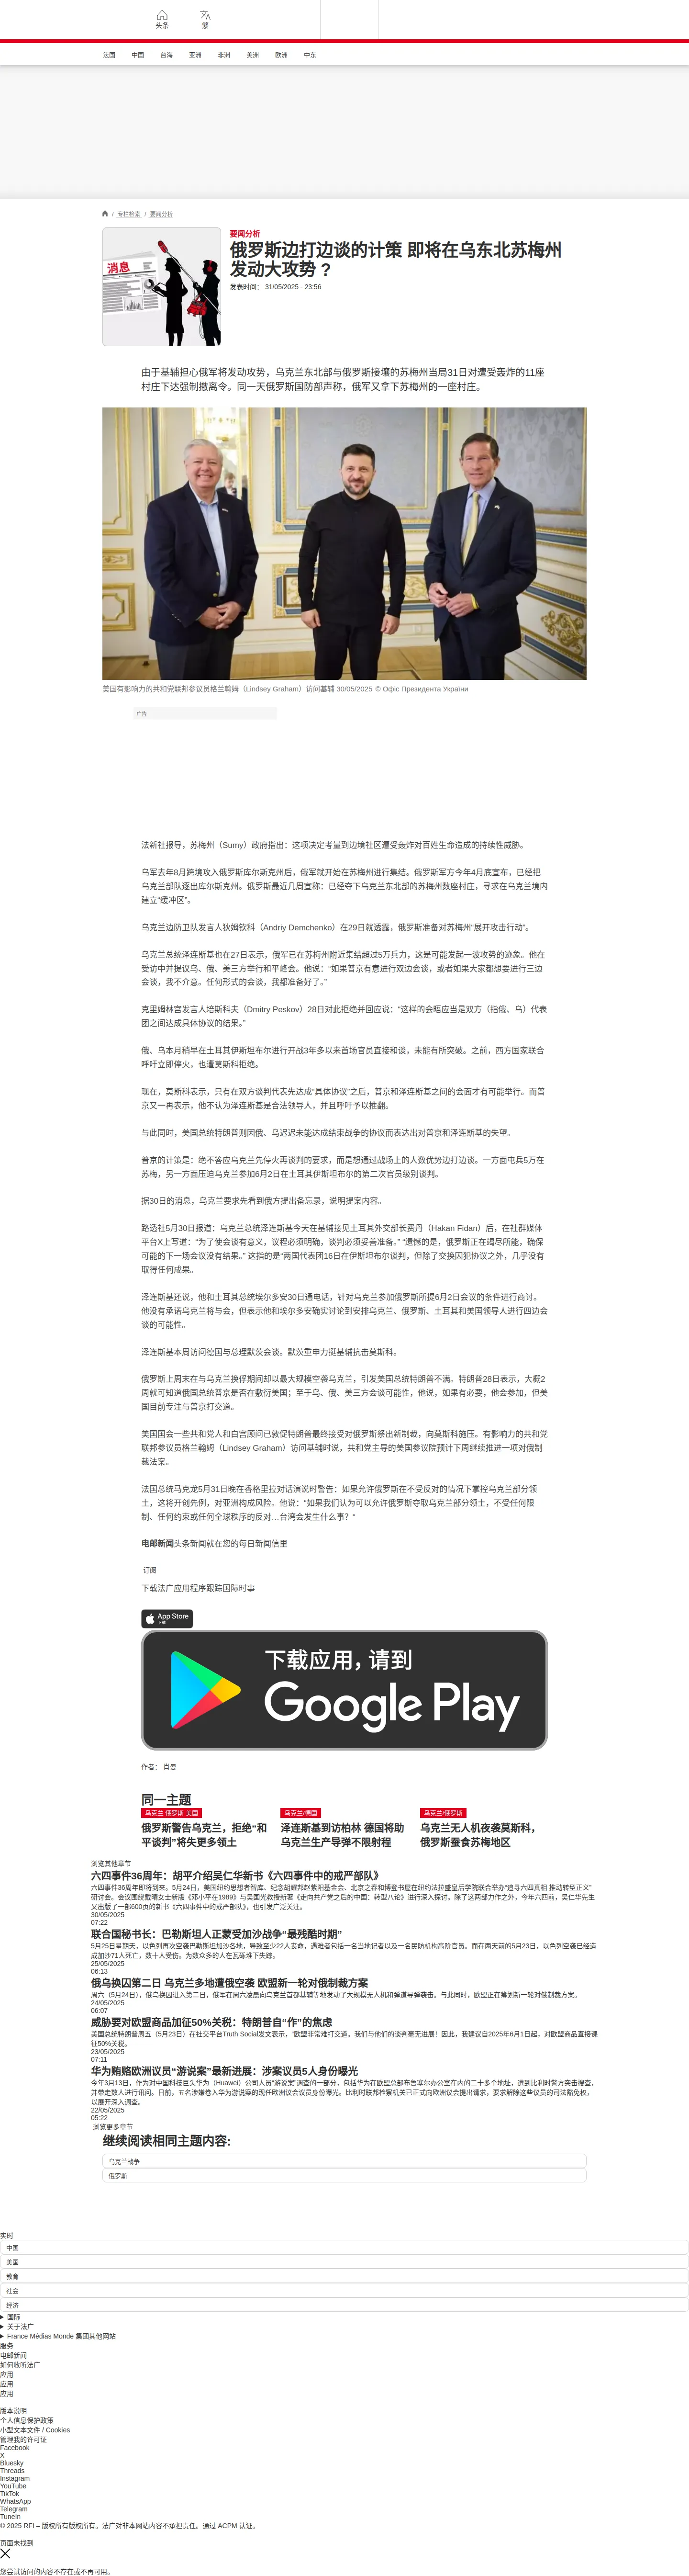 头条
繁
法国
中国
台海
亚洲
非洲
美洲
欧洲
中东
/ 专栏检索 / 要闻分析
消息
要闻分析
俄罗斯边打边谈的计策 即将在乌东北苏梅州
发动大攻势？
发表时间： 31/05/2025 - 23:56
由于基辅担心俄军将发动攻势，乌克兰东北部与俄罗斯接壤的苏梅州当局31日对遭受轰炸的11座
村庄下达强制撤离令。同一天俄罗斯国防部声称，俄军又拿下苏梅州的一座村庄。
美国有影响力的共和党联邦参议员格兰翰姆（Lindsey Graham）访问基辅 30/05/2025 © Офіс Президента України
广告
法新社报导，苏梅州（Sumy）政府指出：这项决定考量到边境社区遭受轰炸对百姓生命造成的持续性威胁。
乌军去年8月跨境攻入俄罗斯库尔斯克州后，俄军就开始在苏梅州进行集结。俄罗斯军方今年4月底宣布，已经把
乌克兰部队逐出库尔斯克州。俄罗斯最近几周宣称：已经夺下乌克兰东北部的苏梅州数座村庄，寻求在乌克兰境内
建立“缓冲区”。
乌克兰边防卫队发言人狄姆钦科（Andriy Demchenko）在29日就透露，俄罗斯准备对苏梅州“展开攻击行动”。
乌克兰总统泽连斯基也在27日表示，俄军已在苏梅州附近集结超过5万兵力，这是可能发起一波攻势的迹象。他在
受访中并提议乌、俄、美三方举行和平峰会。他说：“如果普京有意进行双边会谈，或者如果大家都想要进行三边
会谈，我不介意。任何形式的会谈，我都准备好了。”
克里姆林宫发言人培斯科夫（Dmitry Peskov）28日对此拒绝并回应说：“这样的会晤应当是双方（指俄、乌）代表
团之间达成具体协议的结果。”
俄、乌本月稍早在土耳其伊斯坦布尔进行开战3年多以来首场官员直接和谈，未能有所突破。之前，西方国家联合
呼吁立即停火，也遭莫斯科拒绝。
现在，莫斯科表示，只有在双方谈判代表先达成“具体协议”之后，普京和泽连斯基之间的会面才有可能举行。而普
京又一再表示，他不认为泽连斯基是合法领导人，并且呼吁予以推翻。
与此同时，美国总统特朗普则因俄、乌迟迟未能达成结束战争的协议而表达出对普京和泽连斯基的失望。
普京的计策是：绝不答应乌克兰先停火再谈判的要求，而是想通过战场上的人数优势边打边谈。一方面屯兵5万在
苏梅，另一方面压迫乌克兰参加6月2日在土耳其伊斯坦布尔的第二次官员级别谈判。
据30日的消息，乌克兰要求先看到俄方提出备忘录，说明提案内容。
路透社5月30日报道：乌克兰总统泽连斯基今天在基辅接见土耳其外交部长费丹（Hakan Fidan）后，在社群媒体
平台X上写道：“为了使会谈有意义，议程必须明确，谈判必须妥善准备。” “遗憾的是，俄罗斯正在竭尽所能，确保
可能的下一场会议没有结果。” 这指的是“两国代表团16日在伊斯坦布尔谈判，但除了交换囚犯协议之外，几乎没有
取得任何成果。
泽连斯基还说，他和土耳其总统埃尔多安30日通电话，针对乌克兰参加俄罗斯所提6月2日会议的条件进行商讨。
他没有承诺乌克兰将与会，但表示他和埃尔多安确实讨论到安排乌克兰、俄罗斯、土耳其和美国领导人进行四边会
谈的可能性。
泽连斯基本周访问德国与总理默茨会谈。默茨重申力挺基辅抗击莫斯科。
俄罗斯上周末在与乌克兰换俘期间却以最大规模空袭乌克兰，引发美国总统特朗普不满。特朗普28日表示，大概2
周就可知道俄国总统普京是否在敷衍美国；至于乌、俄、美三方会谈可能性，他说，如果有必要，他会参加，但美
国目前专注与普京打交道。
美国国会一些共和党人和白宫顾问已敦促特朗普最终接受对俄罗斯祭出新制裁，向莫斯科施压。有影响力的共和党
联邦参议员格兰翰姆（Lindsey Graham）访问基辅时说，共和党主导的美国参议院预计下周继续推进一项对俄制
裁法案。
法国总统马克龙5月31日晚在香格里拉对话演说时警告：如果允许俄罗斯在不受反对的情况下掌控乌克兰部分领
土，这将开创先例，对亚洲构成风险。他说：“如果我们认为可以允许俄罗斯夺取乌克兰部分领土，不受任何限
制、任何约束或任何全球秩序的反对…台湾会发生什么事？“
电邮新闻头条新闻就在您的每日新闻信里
订阅
下载法广应用程序跟踪国际时事
App Store
下载
下载应用，请到
Google Play
作者： 肖曼
同一主题
乌克兰 俄罗斯 美国
俄罗斯警告乌克兰，拒绝“和
平谈判”将失更多领土
乌克兰/德国
泽连斯基到访柏林 德国将助
乌克兰生产导弹不限射程
乌克兰/俄罗斯
乌克兰无人机夜袭莫斯科，
俄罗斯蚕食苏梅地区
浏览其他章节
六四事件36周年：胡平介绍吴仁华新书《六四事件中的戒严部队》
六四事件36周年即将到来。5月24日，美国纽约思想者智库、纪念胡耀邦赵紫阳基金会、北京之春和博登书屋在纽约法拉盛皇后学院联合举办“追寻六四真相 推动转型正义”
研讨会。会议围绕戴晴女士新版《邓小平在1989》与吴国光教授新著《走向共产党之后的中国：转型八论》进行深入探讨。除了这两部力作之外，今年六四前，吴仁华先生
又出版了一部600页的新书《六四事件中的戒严部队》，也引发广泛关注。
30/05/2025
07:22
联合国秘书长：巴勒斯坦人正蒙受加沙战争“最残酷时期”
5月25日星期天，以色列再次空袭巴勒斯坦加沙各地，导致至少22人丧命，遇难者包括一名当地记者以及一名民防机构高阶官员。而在两天前的5月23日，以色列空袭已经造
成加沙71人死亡，数十人受伤。为数众多的人在瓦砾堆下失踪。
25/05/2025
06:13
俄乌换囚第二日 乌克兰多地遭俄空袭 欧盟新一轮对俄制裁方案
周六（5月24日），俄乌换囚进入第二日，俄军在周六凌晨向乌克兰首都基辅等地发动了大规模无人机和弹道导弹袭击。与此同时，欧盟正在筹划新一轮对俄制裁方案。
24/05/2025
06:07
威胁要对欧盟商品加征50%关税：特朗普自“作”的焦虑
美国总统特朗普周五（5月23日）在社交平台Truth Social发文表示，“欧盟非常难打交道，我们与他们的谈判毫无进展！因此，我建议自2025年6月1日起，对欧盟商品直接课
征50%关税。
23/05/2025
07:11
华为贿赂欧洲议员“游说案”最新进展：涉案议员5人身份曝光
今年3月13日，作为对中国科技巨头华为（Huawei）公司人员“游说案”调查的一部分，包括华为在欧盟总部布鲁塞尔办公室在内的二十多个地址，遭到比利时警方突击搜查，
并带走数人进行讯问。日前，五名涉嫌卷入华为游说案的现任欧洲议会议员身份曝光。比利时联邦检察机关已正式向欧洲议会提出请求，要求解除这些议员的司法豁免权，
以展开深入调查。
22/05/2025
05:22
浏览更多章节
继续阅读相同主题内容:
乌克兰战争
俄罗斯
实时
中国
美国
教育
社会
经济
国际
关于法广
France Médias Monde 集团其他网站
服务
电邮新闻
如何收听法广
应用
应用
应用
版本说明
个人信息保护政策
小型文本文件 / Cookies
管理我的许可证
Facebook
X
Bluesky
Threads
Instagram
YouTube
TikTok
WhatsApp
Telegram
TuneIn
© 2025 RFI – 版权所有版权所有。法广对非本网站内容不承担责任。通过 ACPM 认证。
页面未找到
您尝试访问的内容不存在或不再可用。